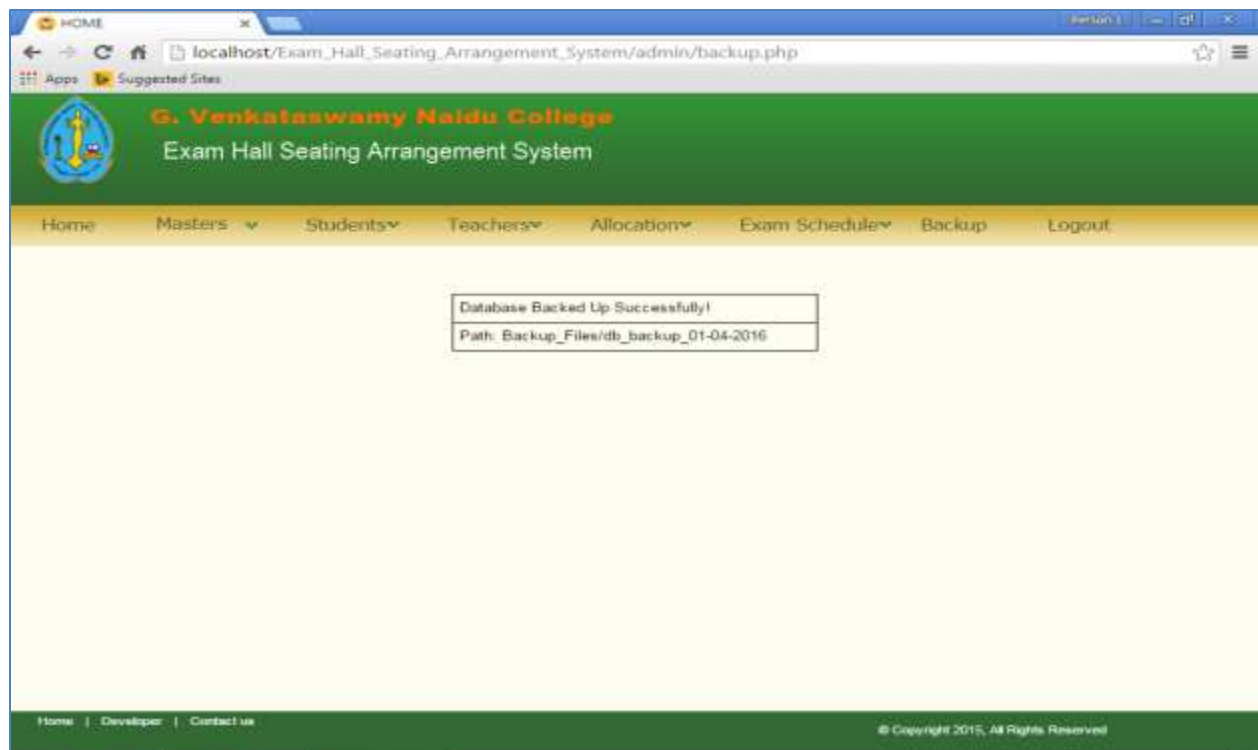 HOME
Person 1
localhost/Exam_Hall_Seating_Arrangement_System/admin/backup.php
Apps Suggested Sites
G. Venkataswamy Naidu College
Exam Hall Seating Arrangement System
Home Masters Students Teachers Allocation Exam Schedule Backup Logout
Database Backed Up Successfully!
Path: Backup_Files/db_backup_01-04-2016
Home | Developer | Contact us
© Copyright 2015, All Rights Reserved